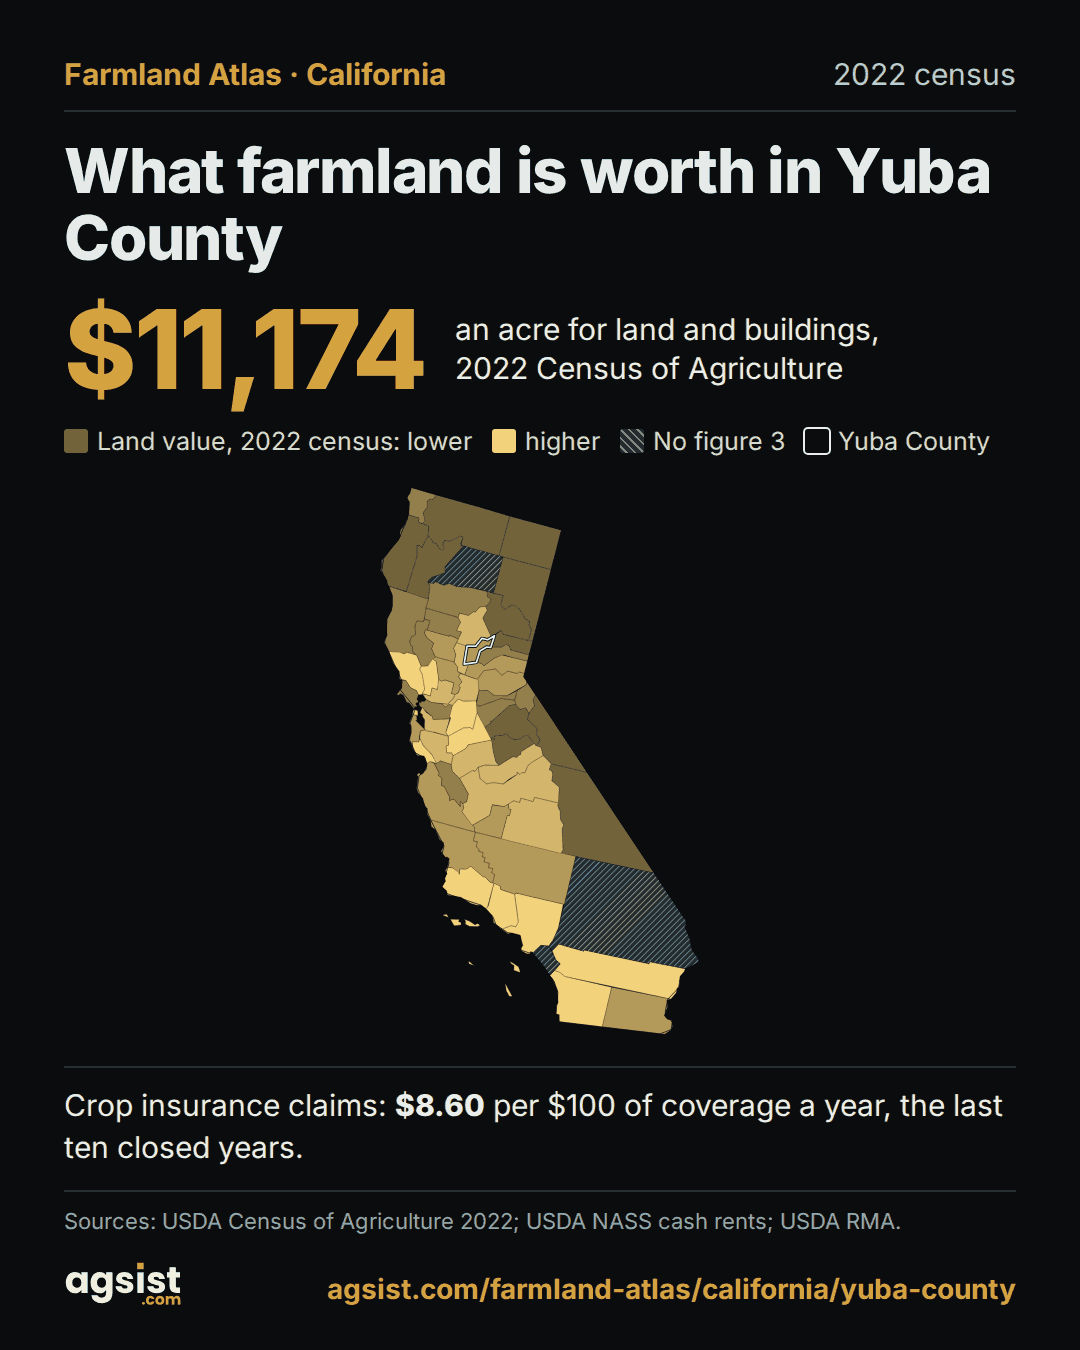 Farmland Atlas · California
2022 census
What farmland is worth in Yuba
County
$11,174
an acre for land and buildings,
2022 Census of Agriculture
Land value, 2022 census: lower
higher
No figure 3
Yuba County
Crop insurance claims: $8.60 per $100 of coverage a year, the last
ten closed years.
Sources: USDA Census of Agriculture 2022; USDA NASS cash rents; USDA RMA.
agsist
.com
agsist.com/farmland-atlas/california/yuba-county